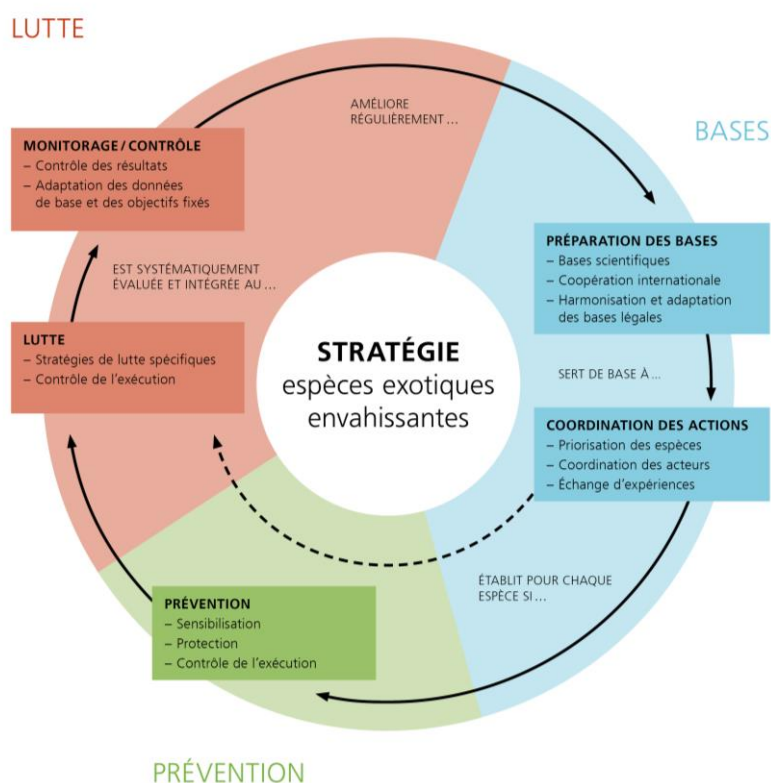 LUTTE
AMÉLIORE
RÉGULIÈREMENT ...
BASES
MONITORAGE / CONTRÔLE
– Contrôle des résultats
– Adaptation des données
de base et des objectifs fixés
PRÉPARATION DES BASES
– Bases scientifiques
– Coopération internationale
– Harmonisation et adaptation
des bases légales
EST SYSTÉMATIQUEMENT
ÉVALUÉE ET INTÉGRÉE AU ...
LUTTE
– Stratégies de lutte spécifiques
– Contrôle de l'exécution
STRATÉGIE
espèces exotiques
envahissantes
SERT DE BASE À ...
COORDINATION DES ACTIONS
– Priorisation des espèces
– Coordination des acteurs
– Échange d'expériences
ÉTABLIT POUR CHAQUE
ESPÈCE SI ...
PRÉVENTION
– Sensibilisation
– Protection
– Contrôle de l'exécution
PRÉVENTION